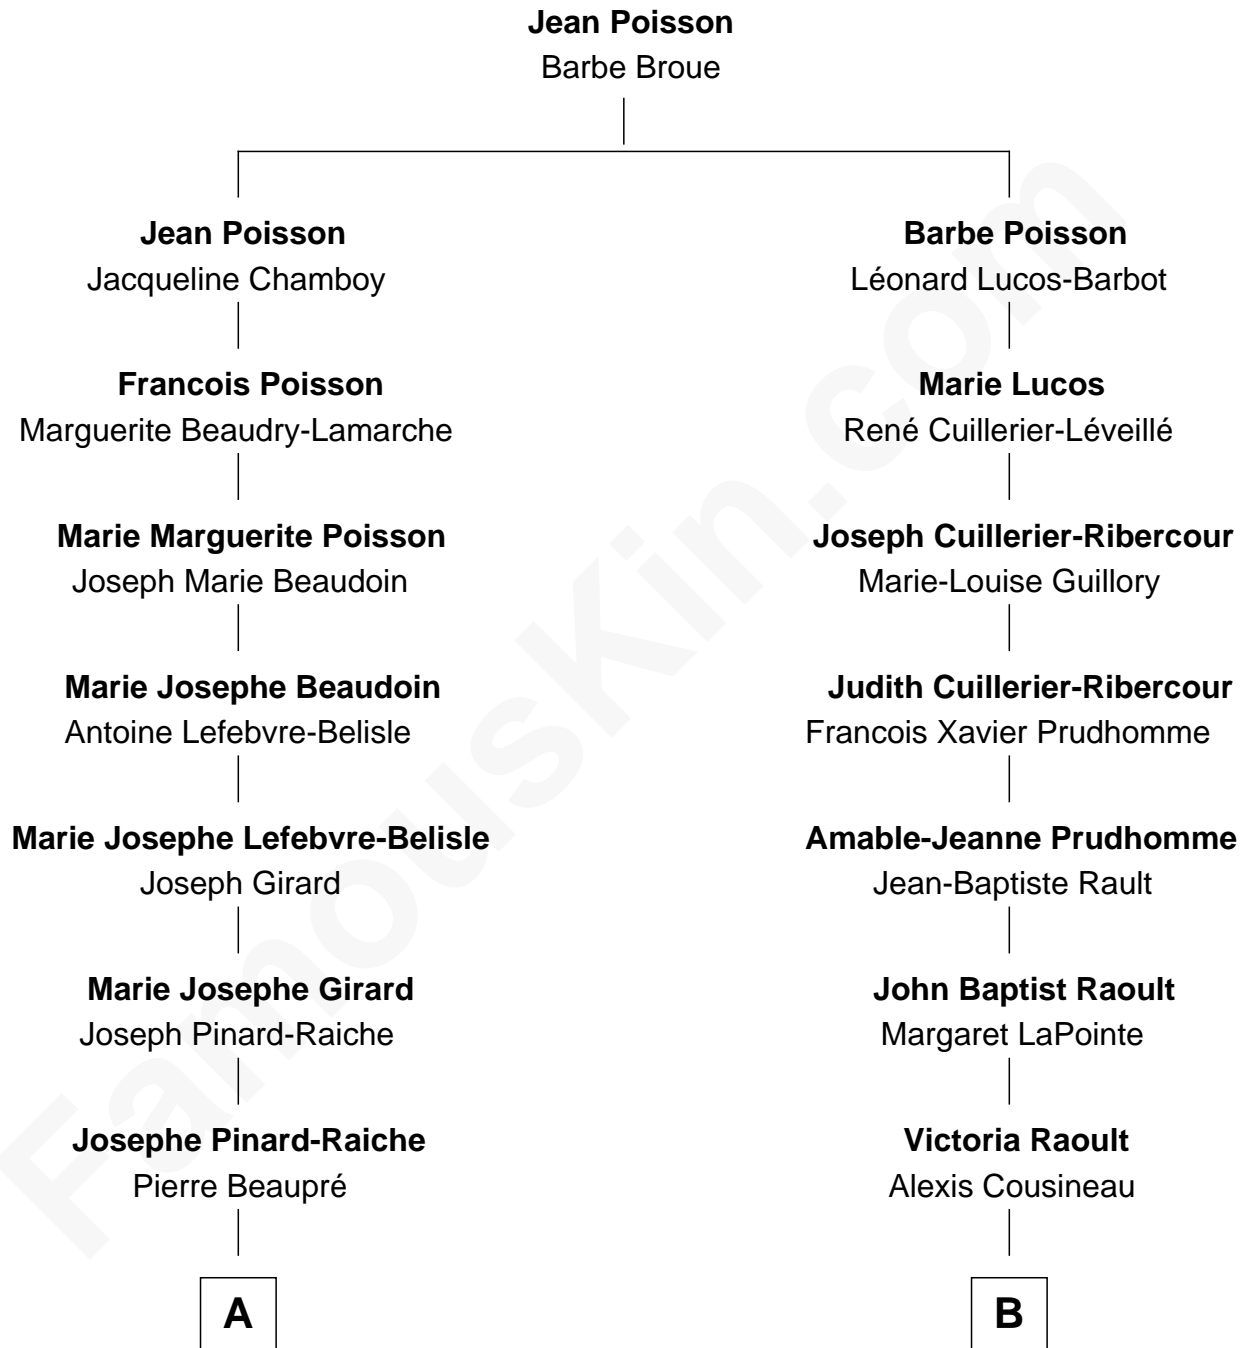 Jean Poisson
Barbe Broue
Jean Poisson
Jacqueline Chamboy
Francois Poisson
Marguerite Beaudry-Lamarche
Marie Marguerite Poisson
Joseph Marie Beaudoin
Marie Josephe Beaudoin
Antoine Lefebvre-Belisle
Marie Josephe Lefebvre-Belisle
Joseph Girard
Marie Josephe Girard
Joseph Pinard-Raiche
Josephe Pinard-Raiche
Pierre Beaupré
A
Barbe Poisson
Léonard Lucos-Barbot
Marie Lucos
René Cuillerier-Léveillé
Joseph Cuillerier-Ribercour
Marie-Louise Guillory
Judith Cuillerier-Ribercour
Francois Xavier Prudhomme
Amable-Jeanne Prudhomme
Jean-Baptiste Rault
John Baptist Raoult
Margaret LaPointe
Victoria Raoult
Alexis Cousineau
B
FamousKin.com